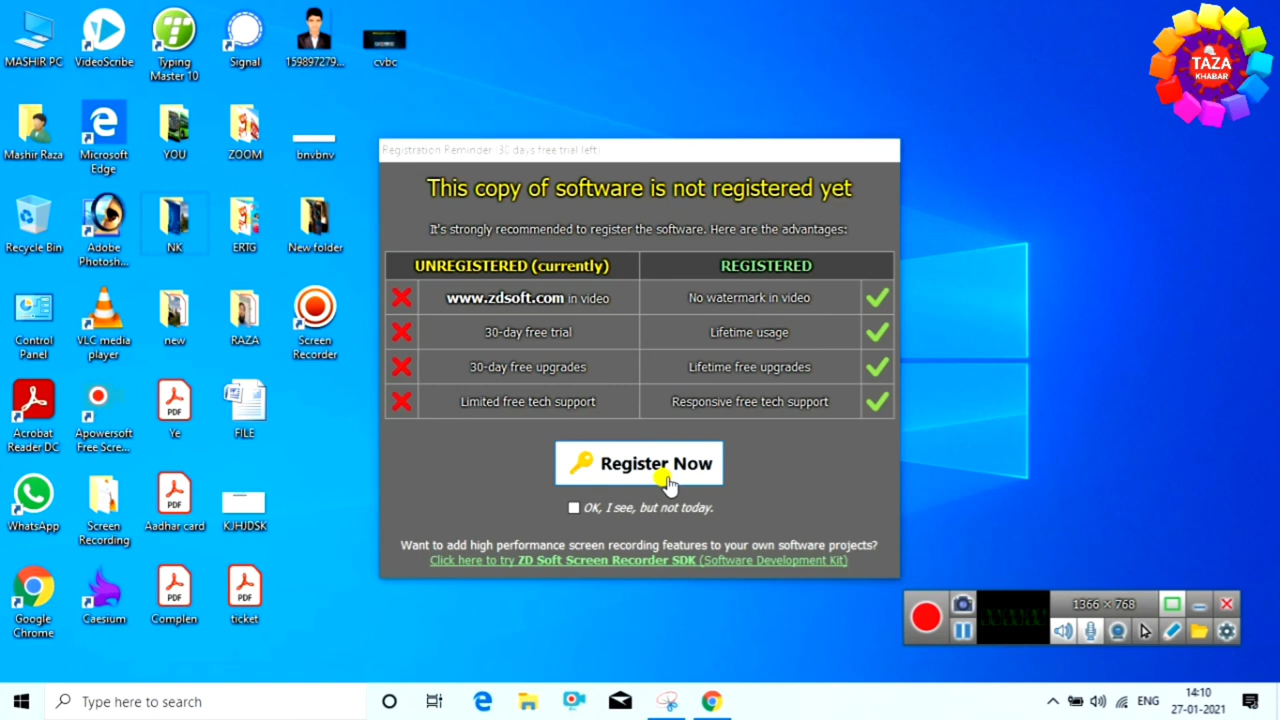 MASHIR PC
VideoScribe
Typing
Master 10
Signal
159897279...
cvbc
TAZA
KHABAR
Mashir Raza
Microsoft
Edge
YOU
ZOOM
bnvbnv
Recycle Bin
Adobe
Photosh...
NK
ERTG
New folder
Control
Panel
VLC media
player
new
RAZA
Screen
Recorder
Acrobat
Reader DC
Apowersoft
Free Scre...
PDF
Ye
FILE
WhatsApp
Screen
Recording
PDF
Aadhar card
KJHJDSK
Google
Chrome
Caesium
PDF
Complen
PDF
ticket
Registration Reminder (30 days free trial left)
This copy of software is not registered yet
It's strongly recommended to register the software. Here are the advantages:
UNREGISTERED (currently) REGISTERED
www.zdsoft.com in video No watermark in video
30-day free trial Lifetime usage
30-day free upgrades Lifetime free upgrades
Limited free tech support Responsive free tech support
Register Now
OK, I see, but not today.
Want to add high performance screen recording features to your own software projects?
Click here to try ZD Soft Screen Recorder SDK (Software Development Kit)
1366 × 768
Type here to search
ENG
14:10
27-01-2021